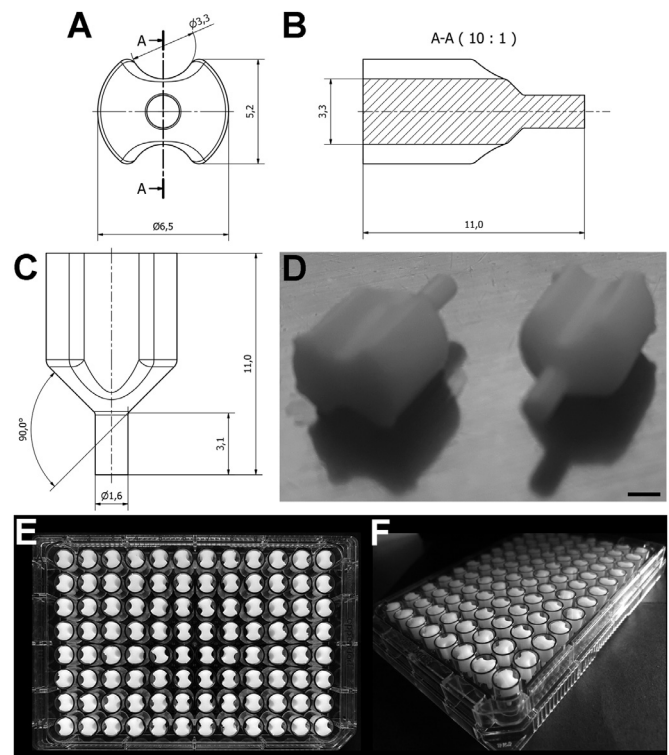 A
B
A
Ø3,3
5,2
A
Ø6,5
A-A ( 10 : 1 )
3,3
11,0
C
D
90,0°
11,0
3,1
Ø1,6
E
F